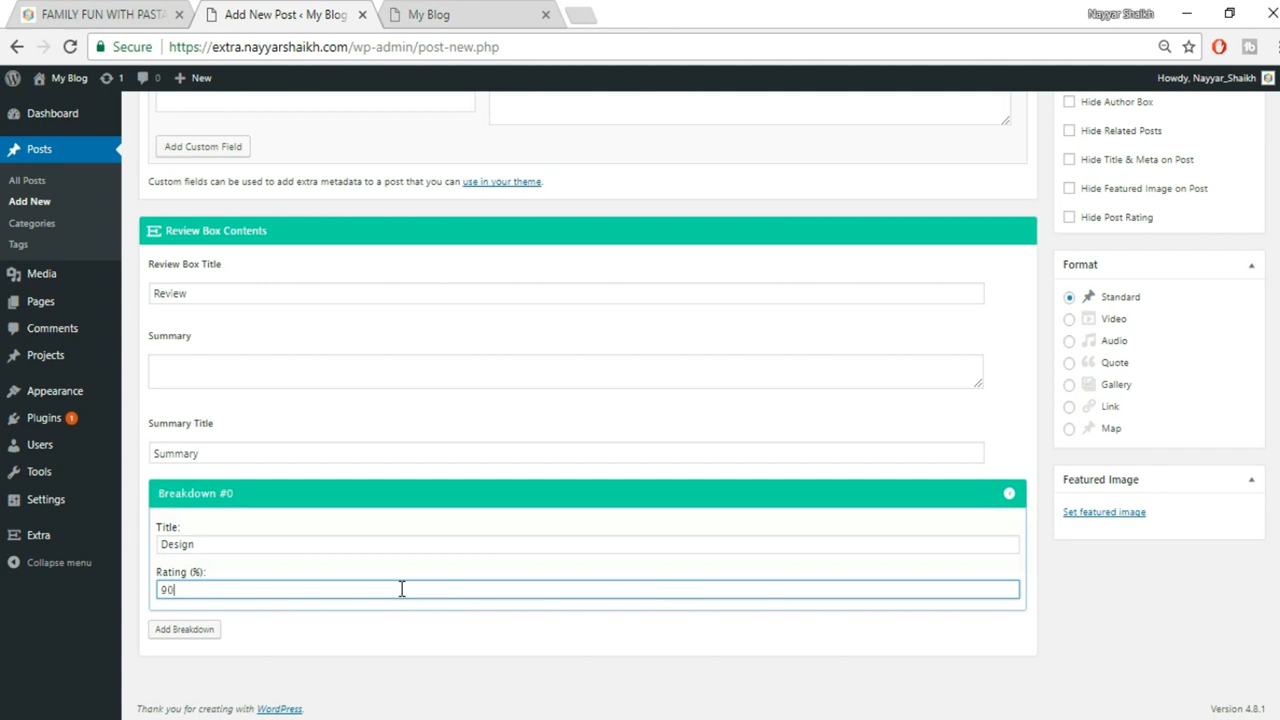 FAMILY FUN WITH PASTA
Add New Post ‹ My Blog
My Blog
Nayyar Shaikh
Secure
https://extra.nayyarshaikh.com/wp-admin/post-new.php
My Blog
1
0
New
Howdy, Nayyar_Shaikh
Dashboard
Posts
All Posts
Add New
Categories
Tags
Media
Pages
Comments
Projects
Appearance
Plugins 1
Users
Tools
Settings
Extra
Collapse menu
Add Custom Field
Custom fields can be used to add extra metadata to a post that you can use in your theme.
Review Box Contents
Review Box Title
Review
Summary
Summary Title
Summary
Breakdown #0
Title:
Design
Rating (%):
90
Add Breakdown
Thank you for creating with WordPress.
Version 4.8.1
Hide Author Box
Hide Related Posts
Hide Title & Meta on Post
Hide Featured Image on Post
Hide Post Rating
Format
Standard
Video
Audio
Quote
Gallery
Link
Map
Featured Image
Set featured image